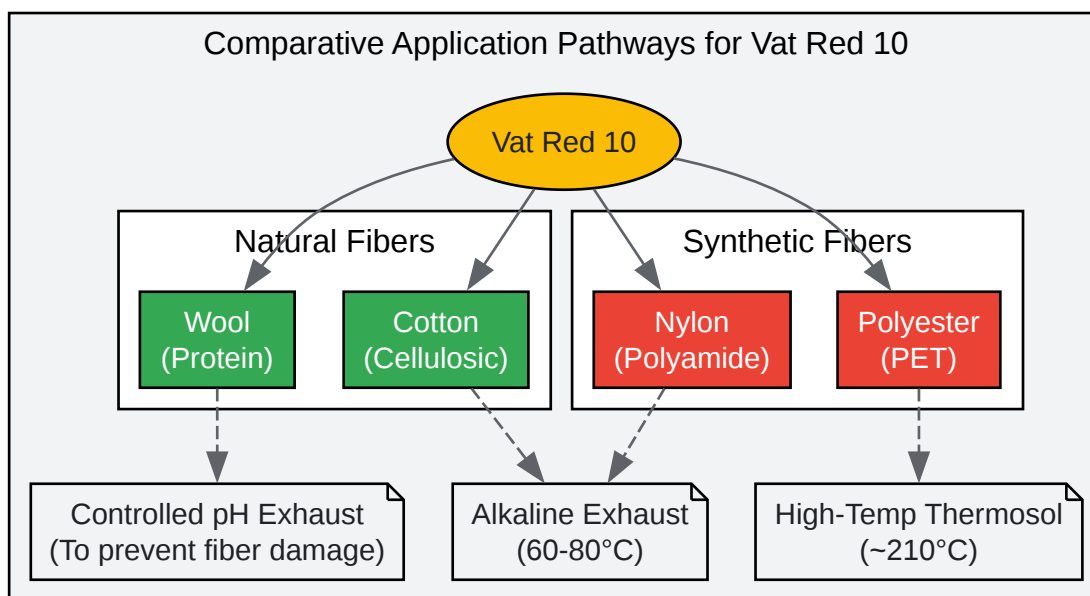 Comparative Application Pathways for Vat Red 10
Vat Red 10
Natural Fibers
Synthetic Fibers
Wool
(Protein)
Cotton
(Cellulosic)
Nylon
(Polyamide)
Polyester
(PET)
Controlled pH Exhaust
(To prevent fiber damage)
Alkaline Exhaust
(60-80°C)
High-Temp Thermosol
(~210°C)